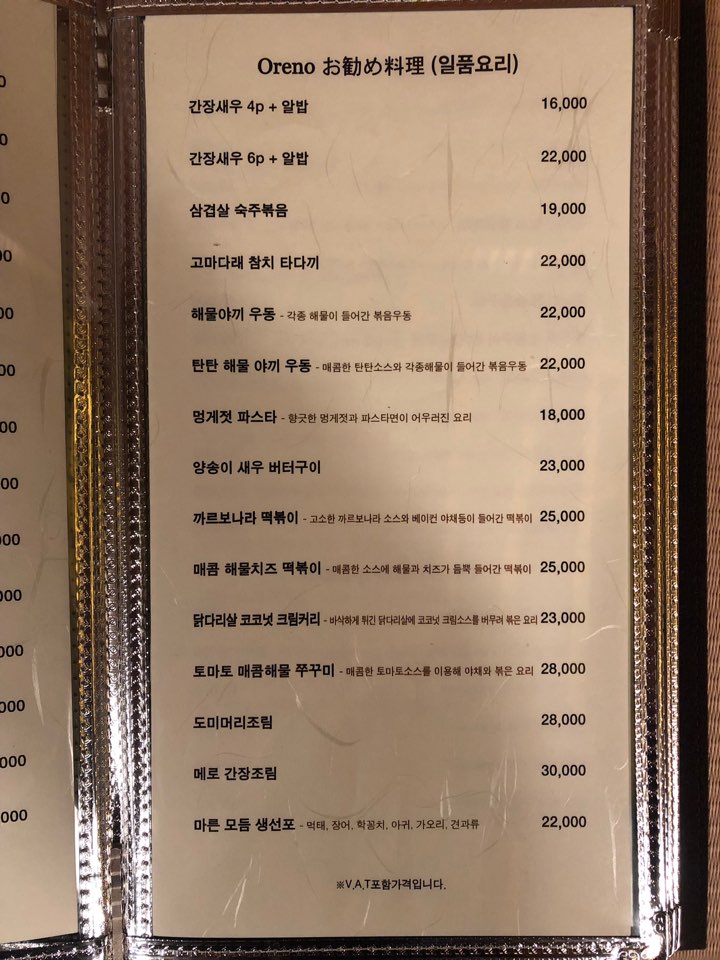 Oreno お勧め料理 (일품요리)
간장새우 4p + 알밥 16,000
간장새우 6p + 알밥 22,000
삼겹살 숙주볶음 19,000
고마다래 참치 타다끼 22,000
해물야끼 우동 - 각종 해물이 들어간 볶음우동 22,000
탄탄 해물 야끼 우동 - 매콤한 탄탄소스와 각종해물이 들어간 볶음우동 22,000
멍게젓 파스타 - 향긋한 멍게젓과 파스타면이 어우러진 요리 18,000
양송이 새우 버터구이 23,000
까르보나라 떡볶이 - 고소한 까르보나라 소스와 베이컨 야채등이 들어간 떡볶이 25,000
매콤 해물치즈 떡볶이 - 매콤한 소스에 해물과 치즈가 듬뿍 들어간 떡볶이 25,000
닭다리살 코코넛 크림커리 - 바삭하게 튀긴 닭다리살에 코코넛 크림소스를 버무려 볶은 요리 23,000
토마토 매콤해물 쭈꾸미 - 매콤한 토마토소스를 이용해 야채와 볶은 요리 28,000
도미머리조림 28,000
메로 간장조림 30,000
마른 모듬 생선포 - 먹태, 장어, 학꽁치, 아귀, 가오리, 견과류 22,000
※V.A.T포함가격입니다.